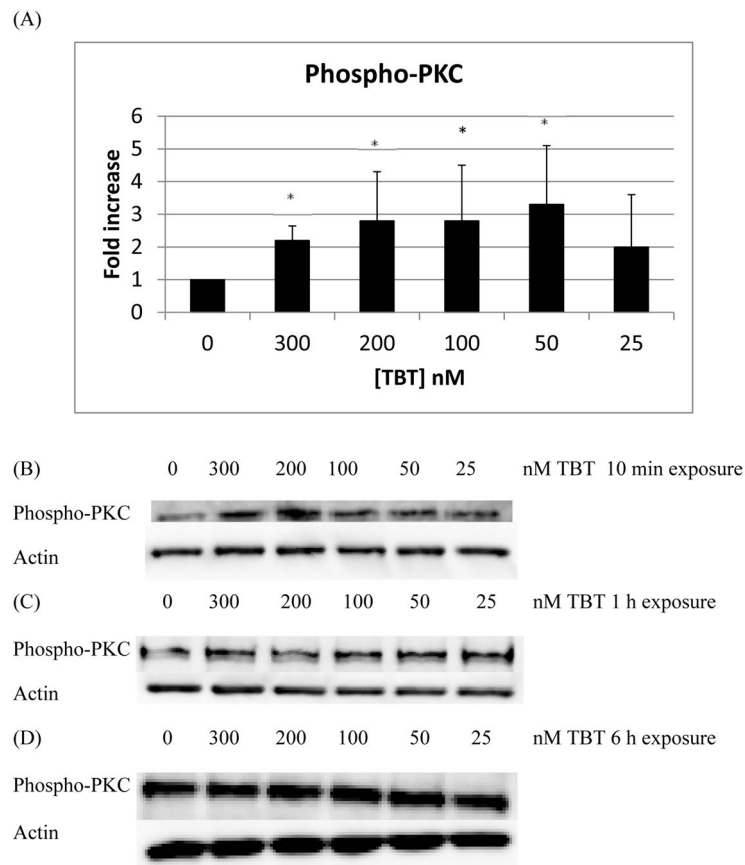 (A)
Phospho-PKC
Fold increase
6
5
4
3
2
1
0
* * * *
0 300 200 100 50 25
[TBT] nM
(B) 0 300 200 100 50 25 nM TBT 10 min exposure
Phospho-PKC
Actin
(C) 0 300 200 100 50 25 nM TBT 1 h exposure
Phospho-PKC
Actin
(D) 0 300 200 100 50 25 nM TBT 6 h exposure
Phospho-PKC
Actin